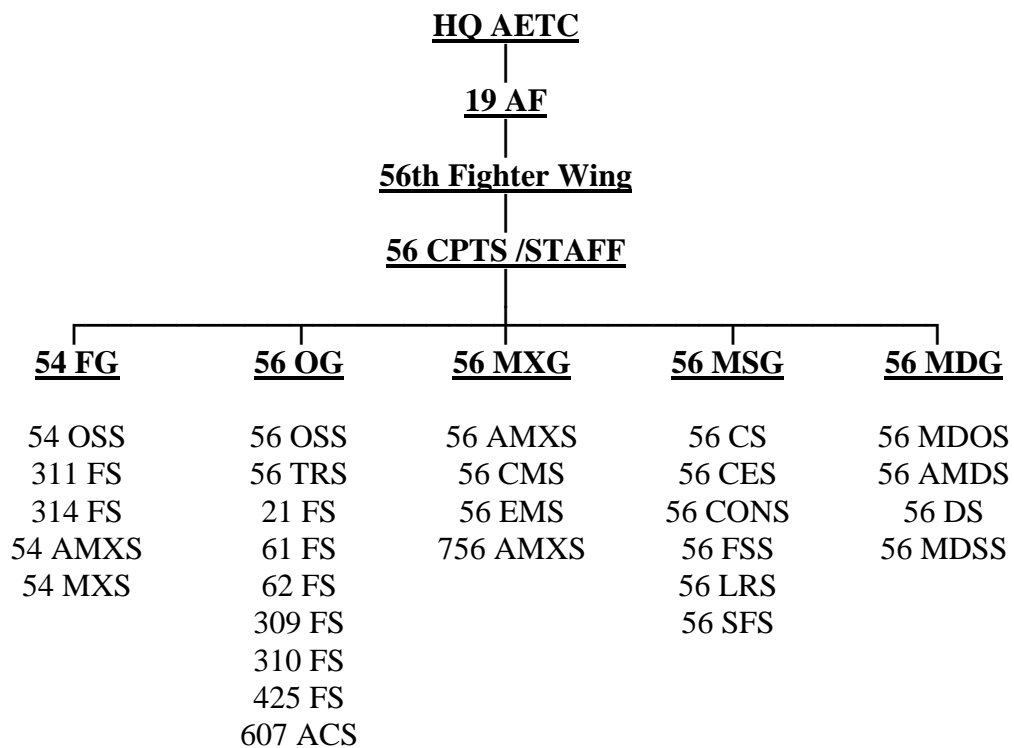 HQ AETC
19 AF
56th Fighter Wing
56 CPTS /STAFF
54 FG
54 OSS
311 FS
314 FS
54 AMXS
54 MXS
56 OG
56 OSS
56 TRS
21 FS
61 FS
62 FS
309 FS
310 FS
425 FS
607 ACS
56 MXG
56 AMXS
56 CMS
56 EMS
756 AMXS
56 MSG
56 CS
56 CES
56 CONS
56 FSS
56 LRS
56 SFS
56 MDG
56 MDOS
56 AMDS
56 DS
56 MDSS